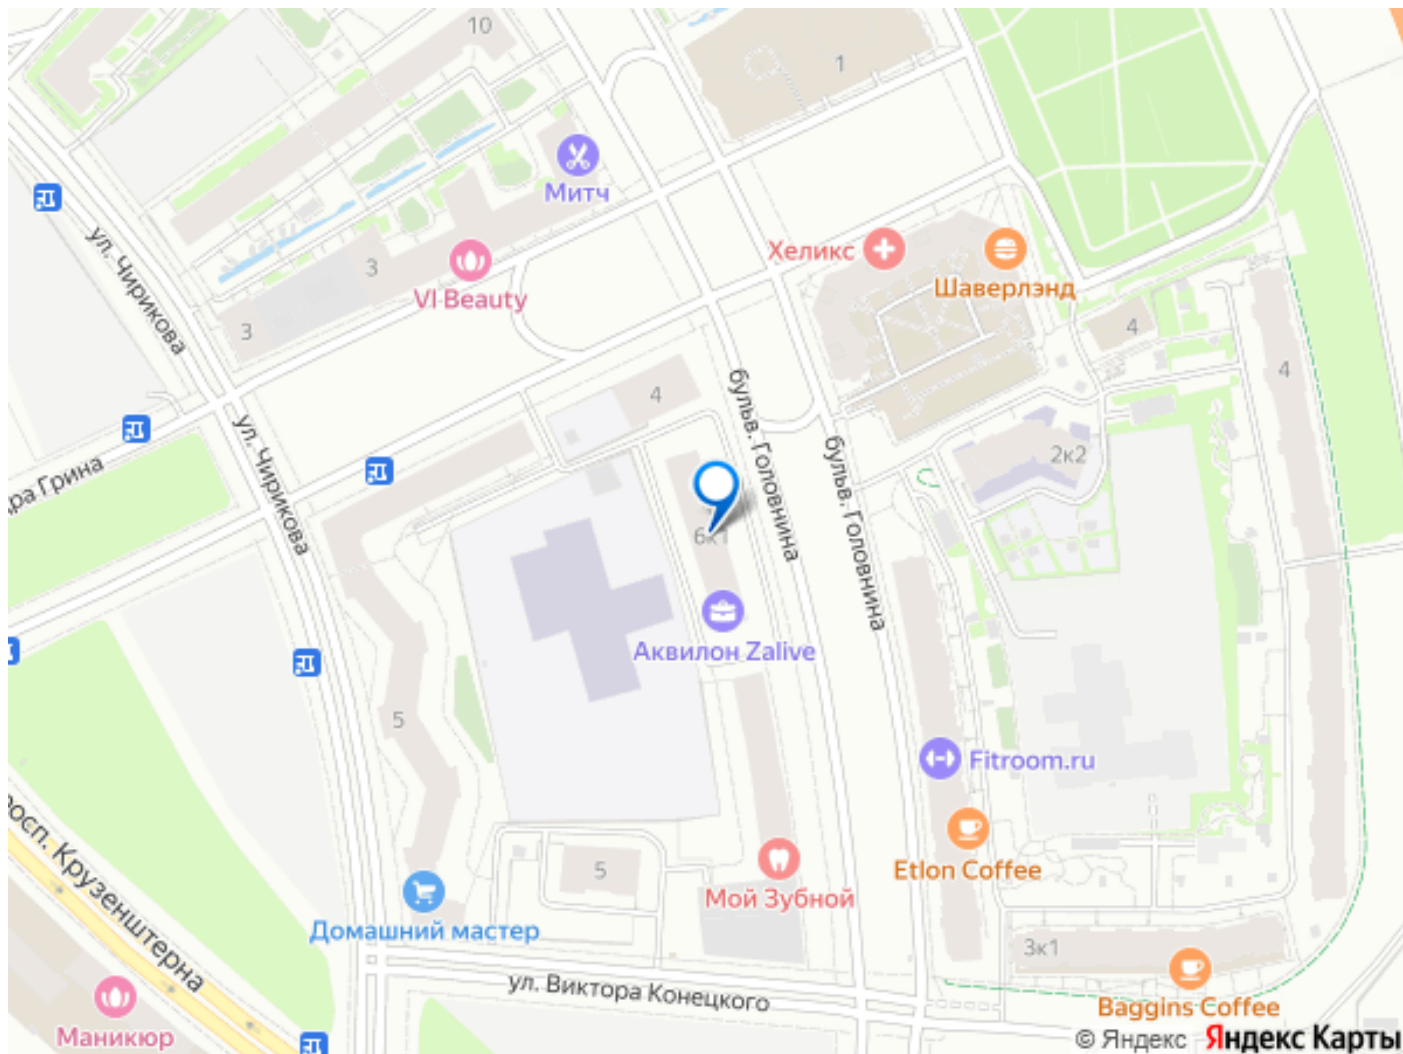 10
1
Митч
ул. Чирикова
Хеликс
3
VI Beauty
Шаверлэнд
3
4
4
4
бульв. Головнина
ул. Чирикова
бульв. Головнина
2к2
дра Грина
6к1
Аквилон Zalive
5
Fitroom.ru
5
Etlon Coffee
Мой Зубной
росп. Крузенштерна
Домашний мастер
3к1
ул. Виктора Конецкого
Baggins Coffee
Маникюр
© Яндекс Яндекс Карты